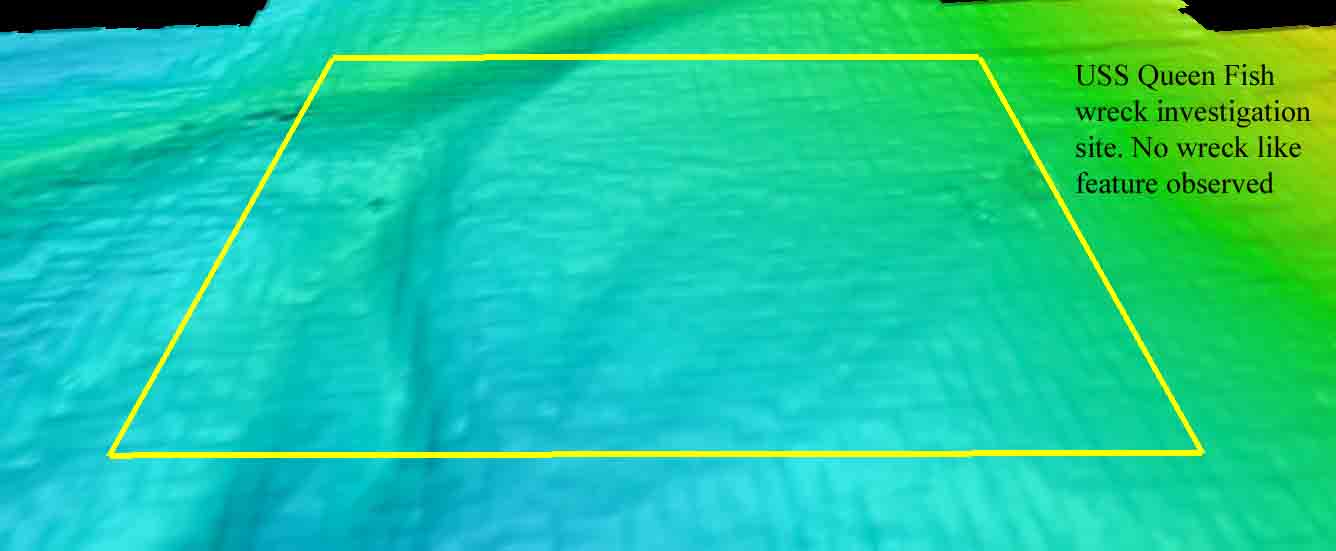 USS Queen Fish
wreck investigation
site. No wreck like
feature observed